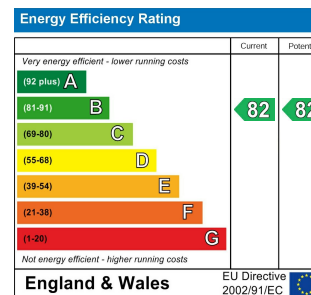 Energy Efficiency Rating
Current Potent
Very energy efficient - lower running costs
(92 plus) A
(81-91) B 82 82
(69-80) C
(55-68) D
(39-54) E
(21-38) F
(1-20) G
Not energy efficient - higher running costs
England & Wales
EU Directive
2002/91/EC